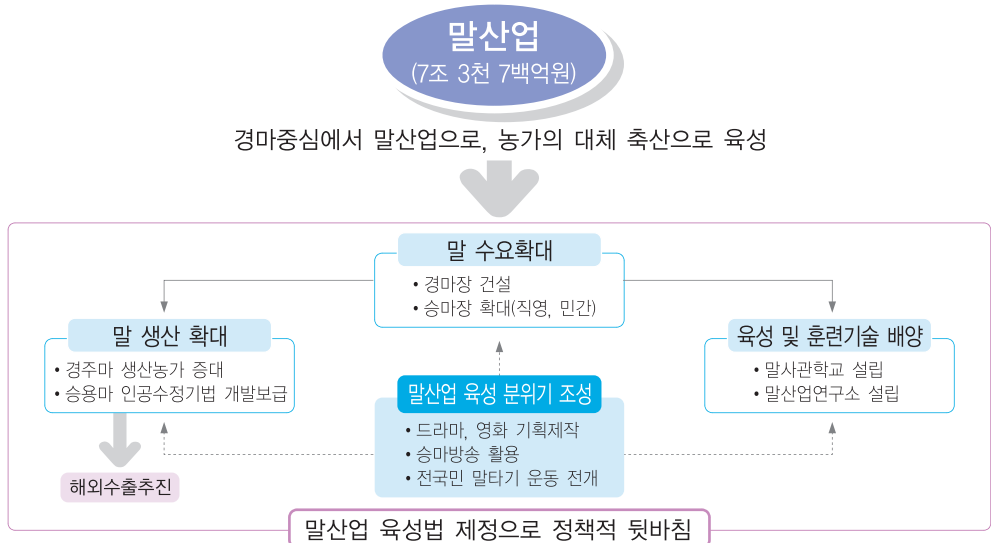 말산업
(7조 3천 7백억원)
경마중심에서 말산업으로, 농가의 대체 축산으로 육성
말 수요확대
• 경마장 건설
• 승마장 확대(직영, 민간)
말 생산 확대
• 경주마 생산농가 증대
• 승용마 인공수정기법 개발보급
육성 및 훈련기술 배양
• 말사관학교 설립
• 말산업연구소 설립
말산업 육성 분위기 조성
• 드라마, 영화 기획제작
• 승마방송 활용
• 전국민 말타기 운동 전개
해외수출추진
말산업 육성법 제정으로 정책적 뒷바침